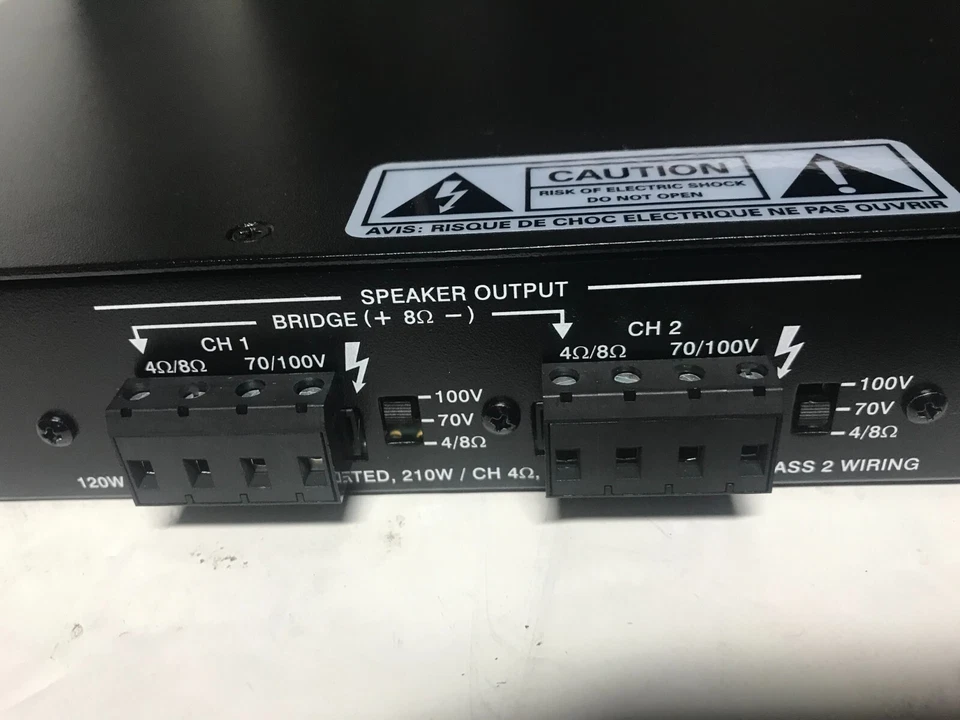 CAUTION
RISK OF ELECTRIC SHOCK
DO NOT OPEN
AVIS: RISQUE DE CHOC ELECTRIQUE NE PAS OUVRIR
SPEAKER OUTPUT
BRIDGE (+ 8Ω -)
CH 1
4Ω/8Ω 70/100V
100V
70V
4/8Ω
CH 2
4Ω/8Ω 70/100V
100V
70V
4/8Ω
120W 210W / CH 4Ω, 2 WIRING